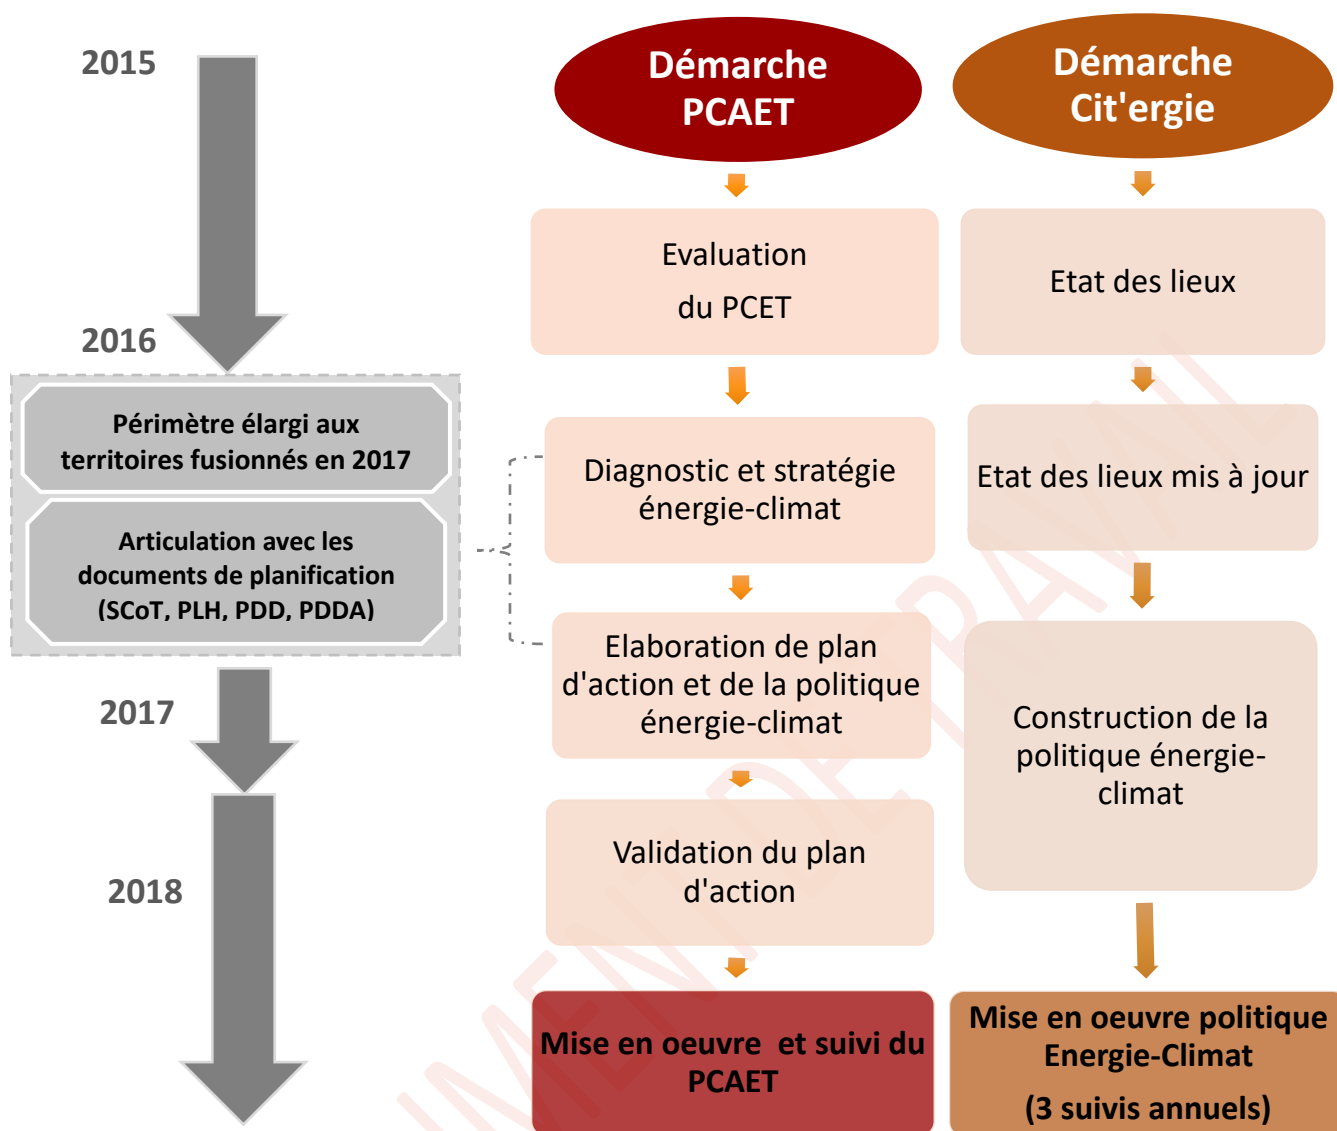 2015
2016
Périmètre élargi aux
territoires fusionnés en 2017
Articulation avec les
documents de planification
(SCoT, PLH, PDD, PDDA)
2017
2018
Démarche
PCAET
Evaluation
du PCET
Diagnostic et stratégie
énergie-climat
Elaboration de plan
d'action et de la politique
énergie-climat
Validation du plan
d'action
Mise en oeuvre et suivi du
PCAET
Démarche
Cit'ergie
Etat des lieux
Etat des lieux mis à jour
Construction de la
politique énergie-
climat
Mise en oeuvre politique
Energie-Climat
(3 suivis annuels)
UMENT DE TRAVAIL